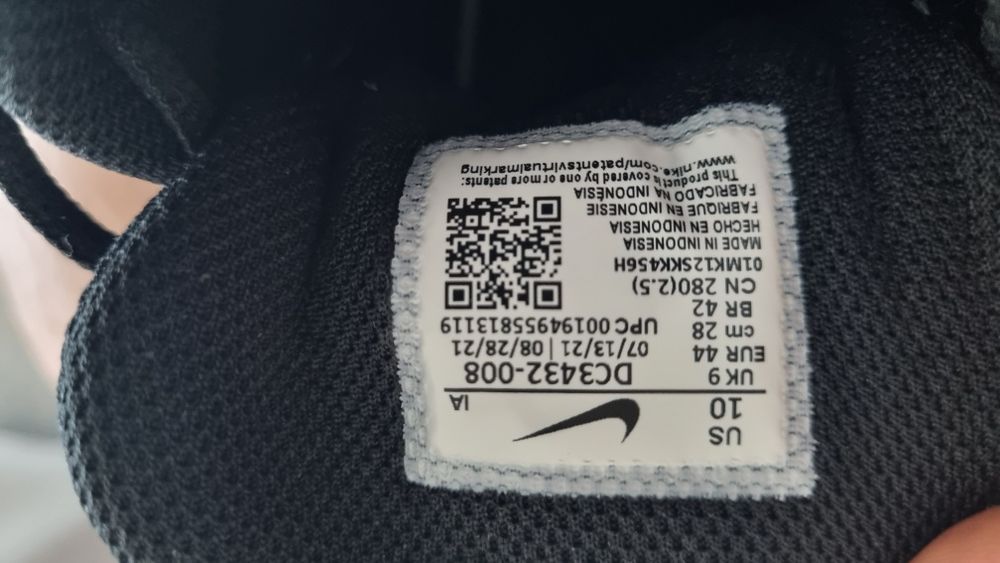 US
10
IA
UK 9
EUR 44
cm 28
BR 42
CN 280(2.5)
DC3432-008
07/13/21 | 08/28/21
UPC 00194955813119
01MK12SKK456H
MADE IN INDONESIA
HECHO EN INDONESIA
FABRIQUE EN INDONESIE
FABRICADO NA INDONÉSIA
This product is covered by one or more patents:
www.nike.com/patentsvirtualmarking